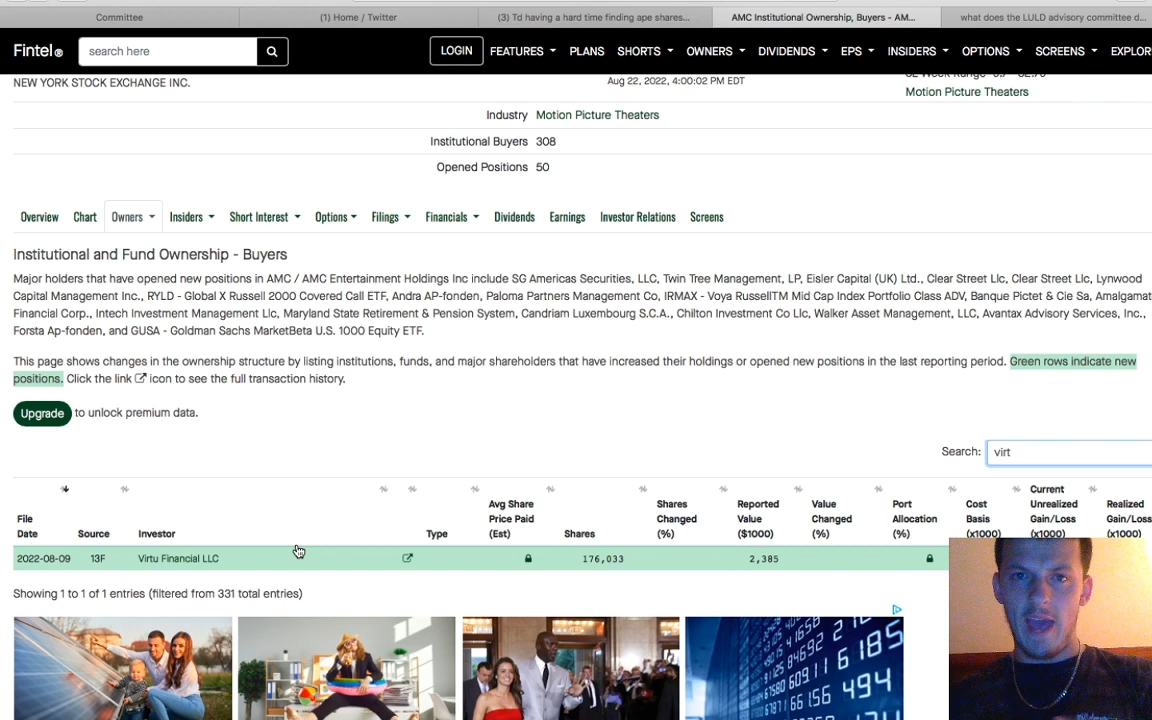 Committee
(1) Home / Twitter
(3) Td having a hard time finding ape shares...
AMC Institutional Ownership, Buyers - AM...
what does the LULD advisory committee d...
Fintel
search here
LOGIN
FEATURES
PLANS
SHORTS
OWNERS
DIVIDENDS
EPS
INSIDERS
OPTIONS
SCREENS
EXPLOR
NEW YORK STOCK EXCHANGE INC.
Aug 22, 2022, 4:00:02 PM EDT
52 Week Range
Motion Picture Theaters
Industry Motion Picture Theaters
Institutional Buyers 308
Opened Positions 50
Overview Chart Owners Insiders Short Interest Options Filings Financials Dividends Earnings Investor Relations Screens
Institutional and Fund Ownership - Buyers
Major holders that have opened new positions in AMC / AMC Entertainment Holdings Inc include SG Americas Securities, LLC, Twin Tree Management, LP, Eisler Capital (UK) Ltd., Clear Street Llc, Clear Street Llc, Lynwood
Capital Management Inc., RYLD - Global X Russell 2000 Covered Call ETF, Andra AP-fonden, Paloma Partners Management Co, IRMAX - Voya RussellTM Mid Cap Index Portfolio Class ADV, Banque Pictet & Cie Sa, Amalgamat
Financial Corp., Intech Investment Management Llc, Maryland State Retirement & Pension System, Candriam Luxembourg S.C.A., Chilton Investment Co Llc, Walker Asset Management, LLC, Avantax Advisory Services, Inc.,
Forsta Ap-fonden, and GUSA - Goldman Sachs MarketBeta U.S. 1000 Equity ETF.
This page shows changes in the ownership structure by listing institutions, funds, and major shareholders that have increased their holdings or opened new positions in the last reporting period. Green rows indicate new
positions. Click the link icon to see the full transaction history.
Upgrade to unlock premium data.
Search: virt
File Date
Source
Investor
Type
Avg Share Price Paid (Est)
Shares
Shares Changed (%)
Reported Value ($1000)
Value Changed (%)
Port Allocation (%)
Cost Basis (x1000)
Current Unrealized Gain/Loss (x1000)
Realized Gain/Loss (x1000)
2022-08-09 13F Virtu Financial LLC 176,033 2,385
Showing 1 to 1 of 1 entries (filtered from 331 total entries)